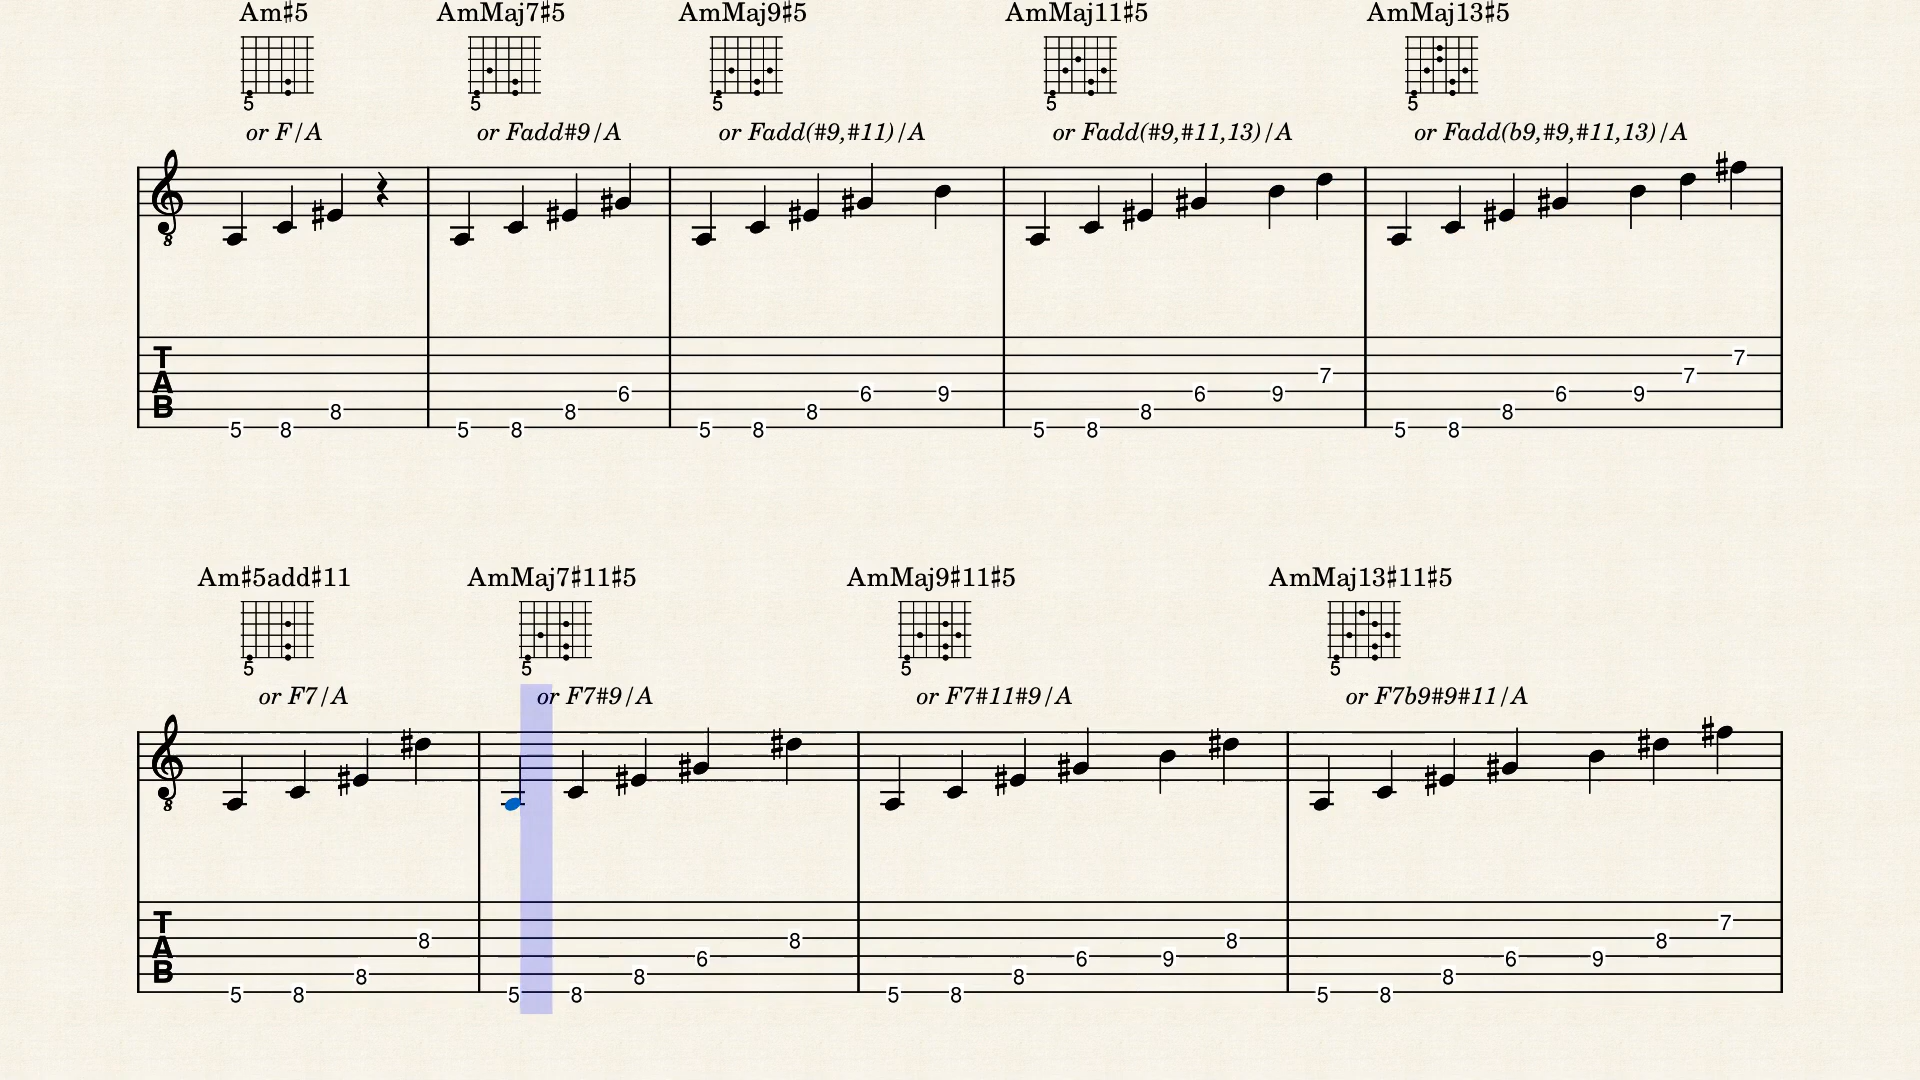 Am♯5 AmMaj7♯5 AmMaj9♯5 AmMaj11♯5 AmMaj13♯5
5 5 5 5 5
or F/A or Fadd#9/A or Fadd(#9,#11)/A or Fadd(#9,#11,13)/A or Fadd(b9,#9,#11,13)/A
8
T A B
7
7 7
6 6 9 6 9 6 9
8 8 8 8 8
5 8 5 8 5 8 5 8 5 8
Am♯5add♯11 AmMaj7♯11♯5 AmMaj9♯11♯5 AmMaj13♯11♯5
5 5 5 5
or F7/A or F7#9/A or F7#11#9/A or F7b9#9#11/A
8
T A B
7
8 8 8 8
6 6 9 6 9
8 8 8 8
5 8 5 8 5 8 5 8